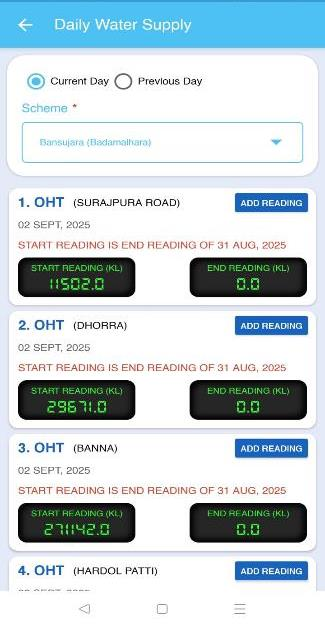 Daily Water Supply
Current Day Previous Day
Scheme *
Bansujara (Badamalhara)
1. OHT (SURAJPURA ROAD) ADD READING
02 SEPT, 2025
START READING IS END READING OF 31 AUG, 2025
START READING (KL) END READING (KL)
11502.0 0.0
2. OHT (DHORRA) ADD READING
02 SEPT, 2025
START READING IS END READING OF 31 AUG, 2025
START READING (KL) END READING (KL)
29671.0 0.0
3. OHT (BANNA) ADD READING
02 SEPT, 2025
START READING IS END READING OF 31 AUG, 2025
START READING (KL) END READING (KL)
271142.0 0.0
4. OHT (HARDOL PATTI) ADD READING